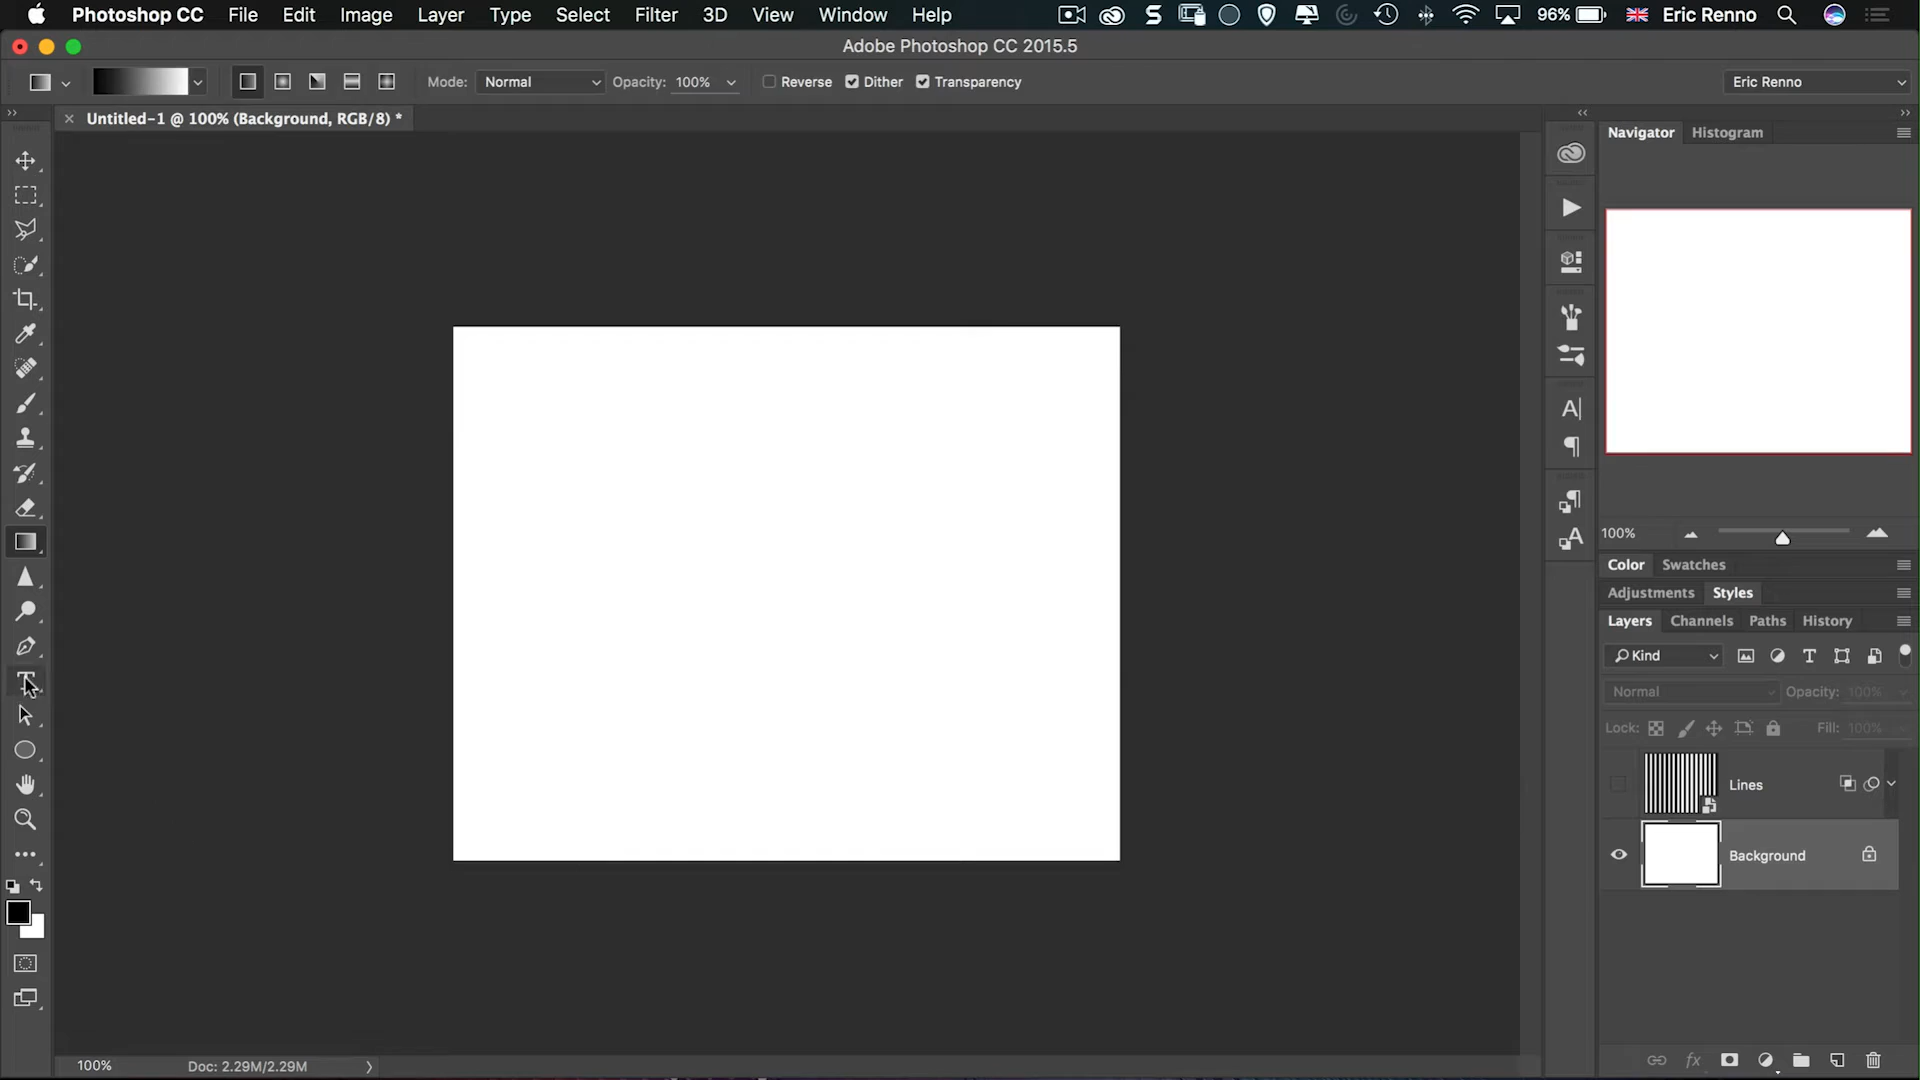 Photoshop CC File Edit Image Layer Type Select Filter 3D View Window Help 96% Eric Renno
Adobe Photoshop CC 2015.5
Mode: Normal Opacity: 100% Reverse Dither Transparency Eric Renno
Untitled-1 @ 100% (Background, RGB/8) *
Navigator Histogram
100%
Color Swatches
Adjustments Styles
Layers Channels Paths History
Kind
Normal Opacity: 100%
Lock: Fill: 100%
Lines
Background
fx
100% Doc: 2.29M/2.29M